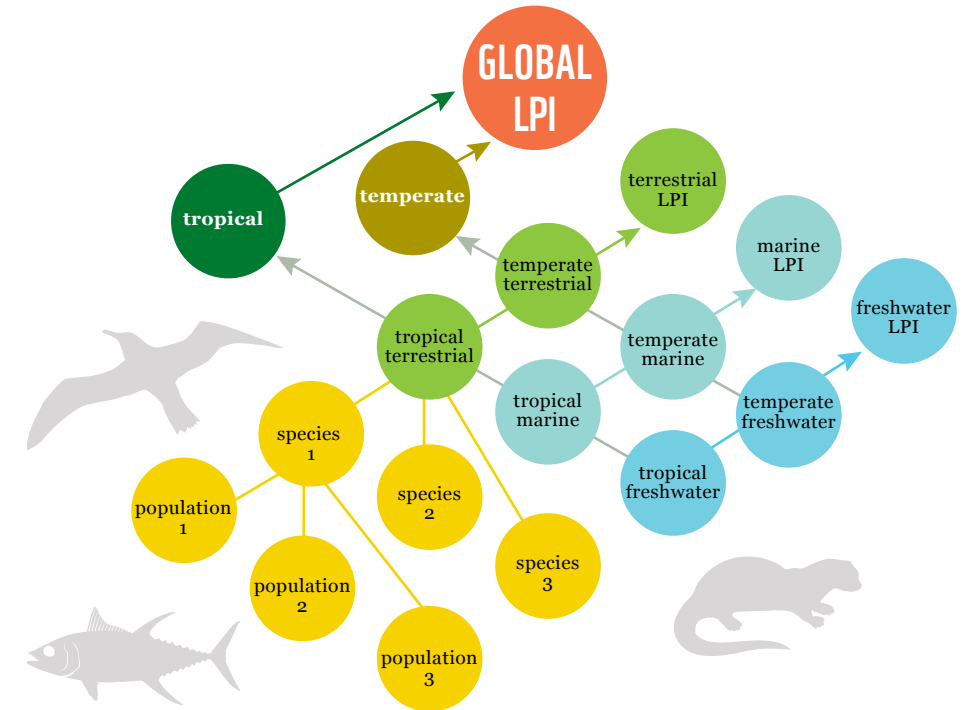 GLOBAL
LPI
terrestrial
LPI
temperate
tropical
marine
LPI
temperate
terrestrial
freshwater
LPI
tropical
terrestrial
temperate
marine
tropical
marine
temperate
freshwater
species
1
tropical
freshwater
species
2
population
1
species
3
population
2
population
3